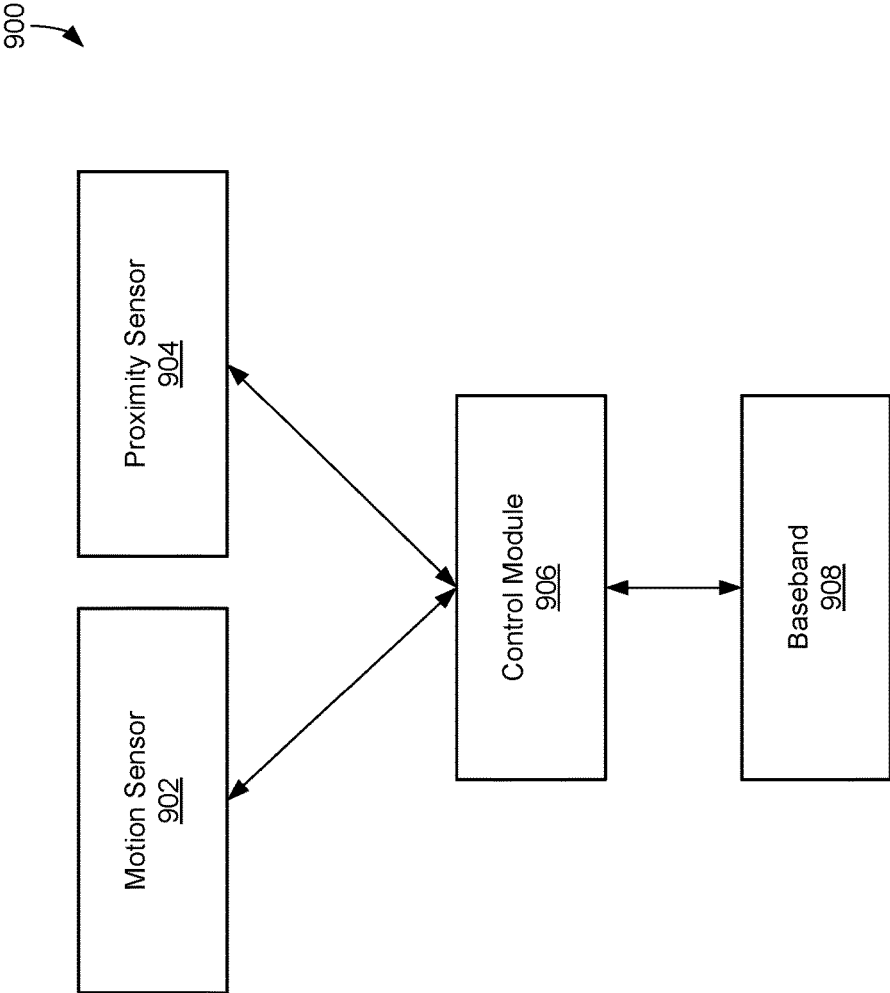 900
Motion Sensor
902
Proximity Sensor
904
Control Module
906
Baseband
908